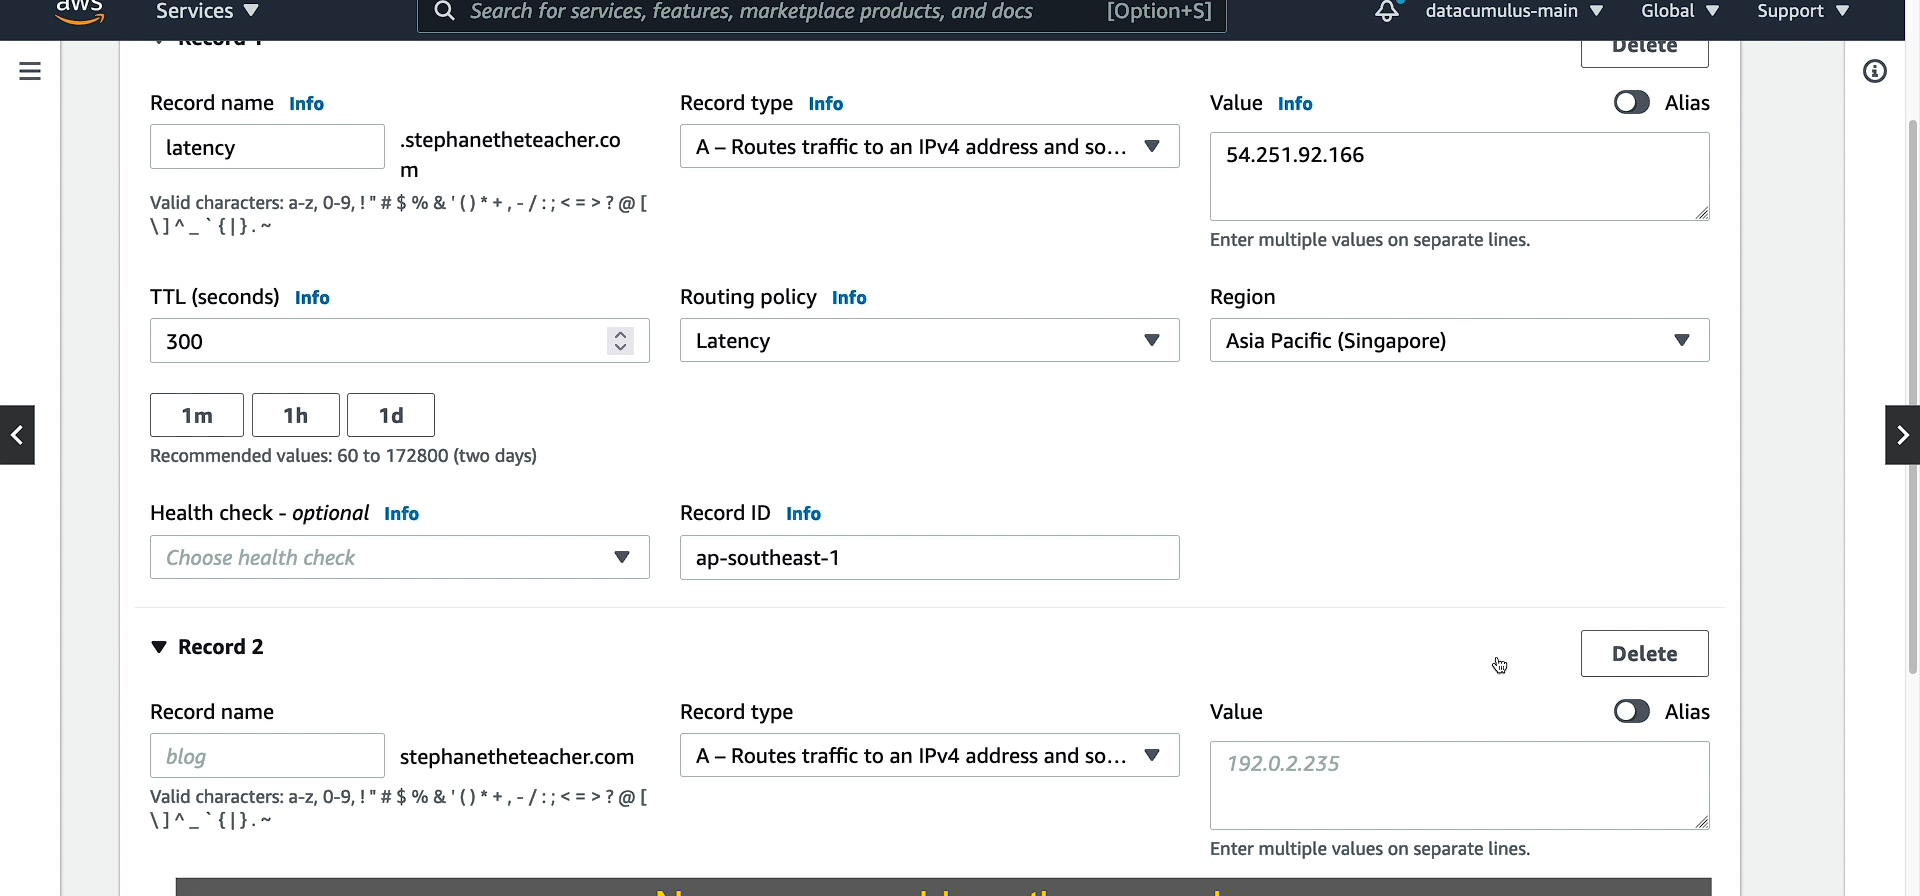 aws Services ▼ Search for services, features, marketplace products, and docs [Option+S] datacumulus-main ▼ Global ▼ Support ▼
Record 1 Delete
Record name Info
latency .stephanetheteacher.co
m
Valid characters: a-z, 0-9, ! " # $ % & ' ( ) * + , - / : ; < = > ? @ [
\ ] ^ _ ` { | } . ~
Record type Info
A – Routes traffic to an IPv4 address and so...
Value Info Alias
54.251.92.166
Enter multiple values on separate lines.
TTL (seconds) Info
300
1m 1h 1d
Recommended values: 60 to 172800 (two days)
Routing policy Info
Latency
Region
Asia Pacific (Singapore)
Health check - optional Info
Choose health check
Record ID Info
ap-southeast-1
▼ Record 2 Delete
Record name
blog stephanetheteacher.com
Valid characters: a-z, 0-9, ! " # $ % & ' ( ) * + , - / : ; < = > ? @ [
\ ] ^ _ ` { | } . ~
Record type
A – Routes traffic to an IPv4 address and so...
Value Alias
192.0.2.235
Enter multiple values on separate lines.